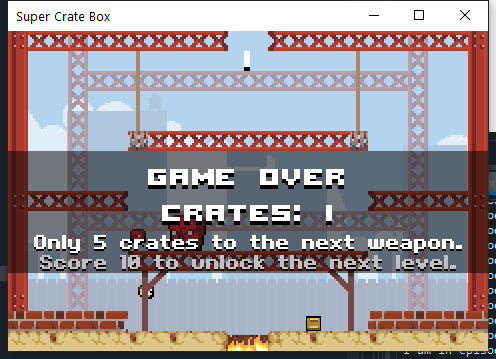 Super Crate Box
1
GAME OVER
CRATES: 1
Only 5 crates to the next weapon.
Score 10 to unlock the next level.